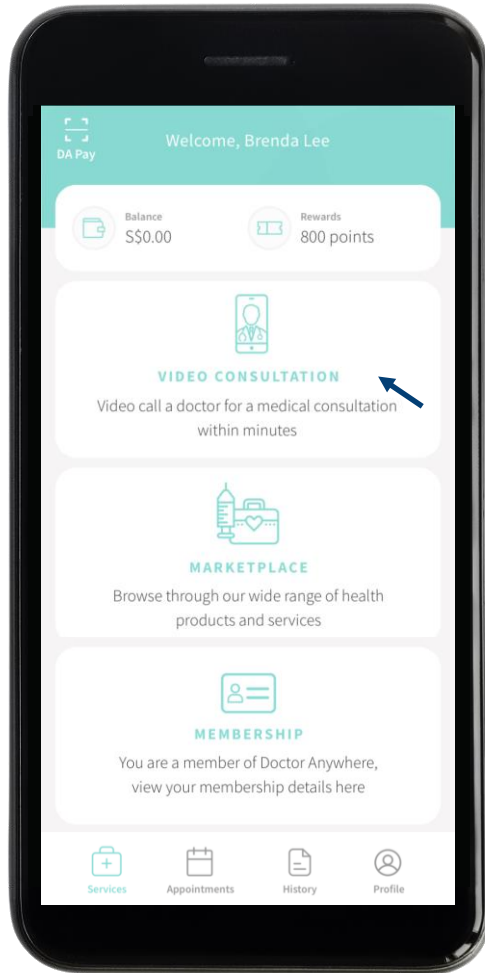 Welcome, Brenda Lee
DA Pay
Balance
S$0.00
Rewards
800 points
VIDEO CONSULTATION
Video call a doctor for a medical consultation
within minutes
MARKETPLACE
Browse through our wide range of health
products and services
MEMBERSHIP
You are a member of Doctor Anywhere,
view your membership details here
Services
Appointments
History
Profile